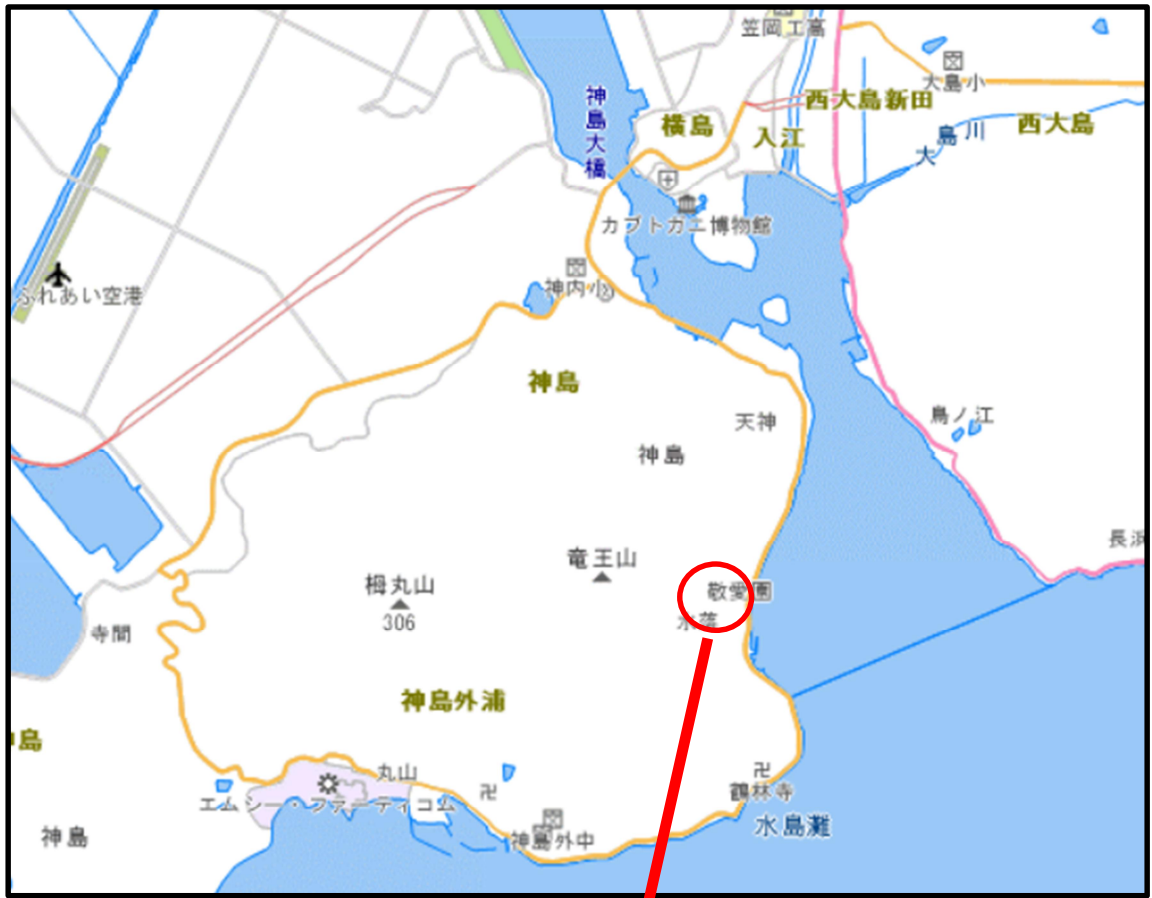 笠岡工高
大島小
神島大橋
西大島新田
横島
入江
大島川
西大島
カブトガニ博物館
ふれあい空港
神内小
神島
天神
鳥ノ江
神島
長浜
竜王山
栂丸山
306
敬愛園
水落
寺間
神島外浦
島
丸山
エムシー・ファーティコム
鶴林寺
神島外中
水島灘
神島